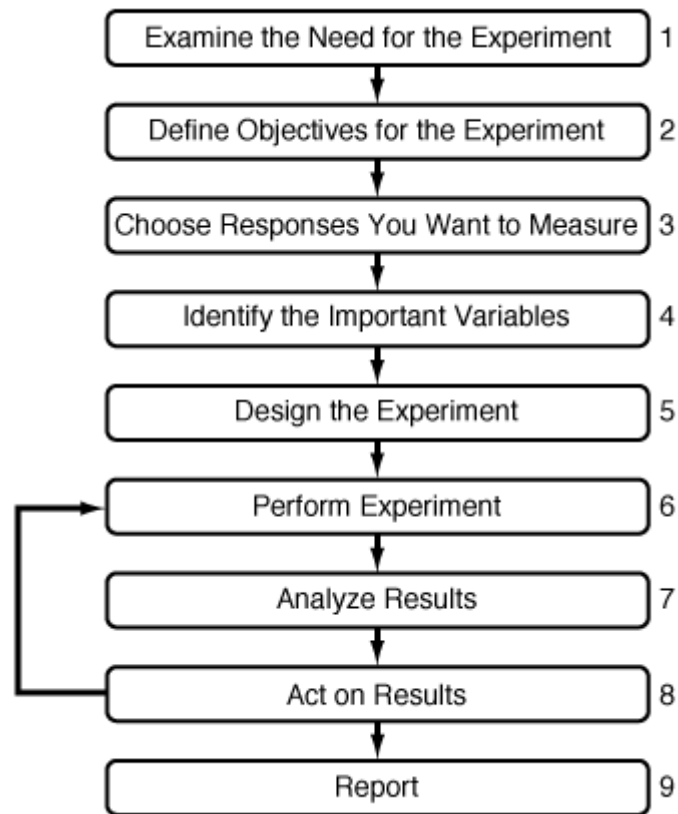 Examine the Need for the Experiment 1
Define Objectives for the Experiment 2
Choose Responses You Want to Measure 3
Identify the Important Variables 4
Design the Experiment 5
Perform Experiment 6
Analyze Results 7
Act on Results 8
Report 9